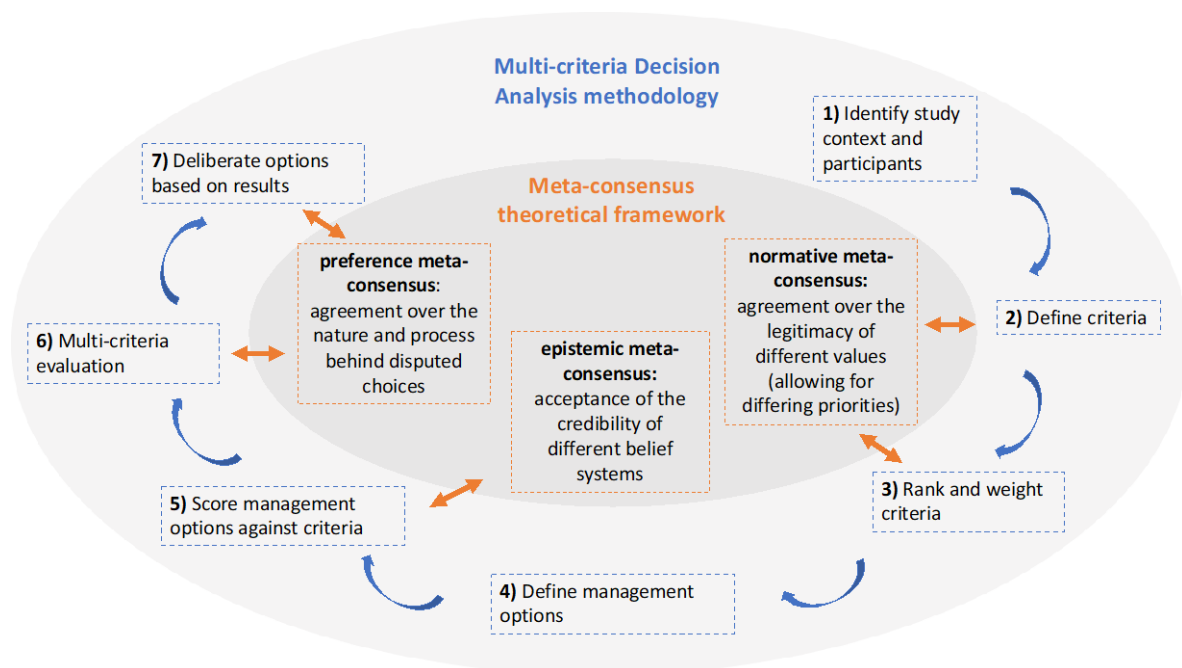 Multi-criteria Decision
Analysis methodology
1) Identify study
context and
participants
7) Deliberate options
based on results
Meta-consensus
theoretical framework
preference meta-
consensus:
agreement over the
nature and process
behind disputed
choices
normative meta-
consensus:
agreement over the
legitimacy of
different values
(allowing for
differing priorities)
2) Define criteria
6) Multi-criteria
evaluation
epistemic meta-
consensus:
acceptance of the
credibility of
different belief
systems
3) Rank and weight
criteria
5) Score management
options against criteria
4) Define management
options